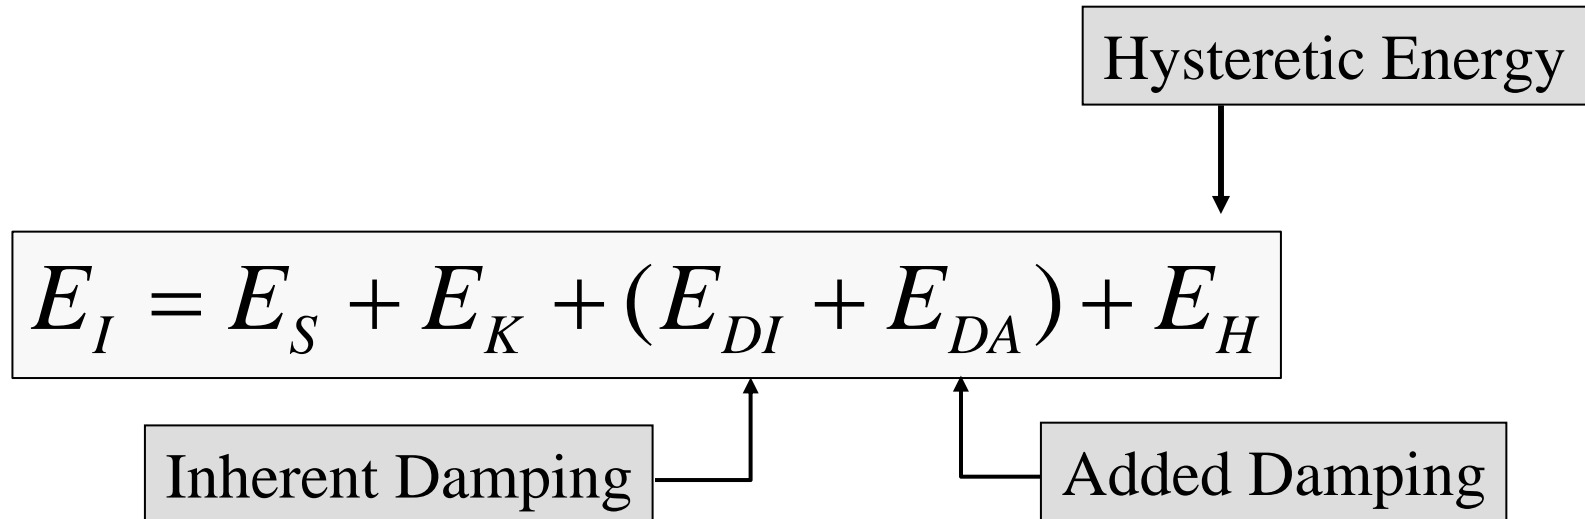 Hysteretic Energy
E_I = E_S + E_K + (E_DI + E_DA) + E_H
Inherent Damping
Added Damping